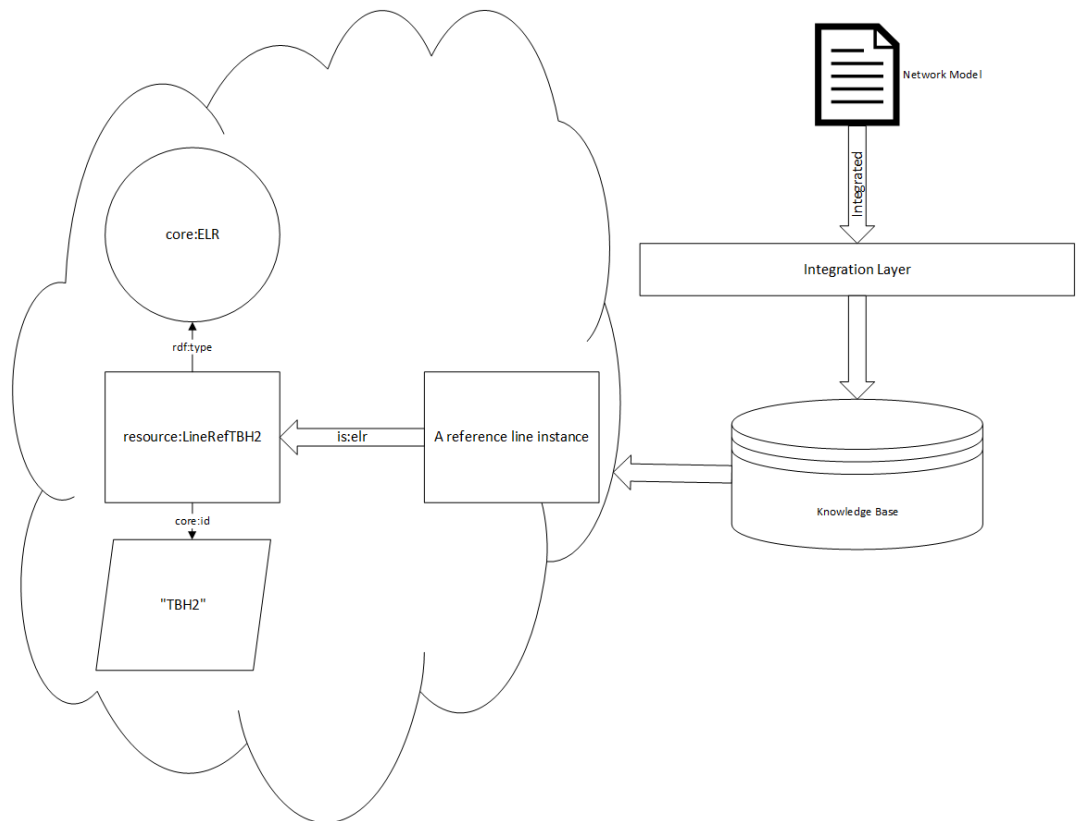 Network Model
Integrated
Integration Layer
Knowledge Base
core:ELR
rdf:type
resource:LineRefTBH2
is:elr
A reference line instance
core:id
"TBH2"